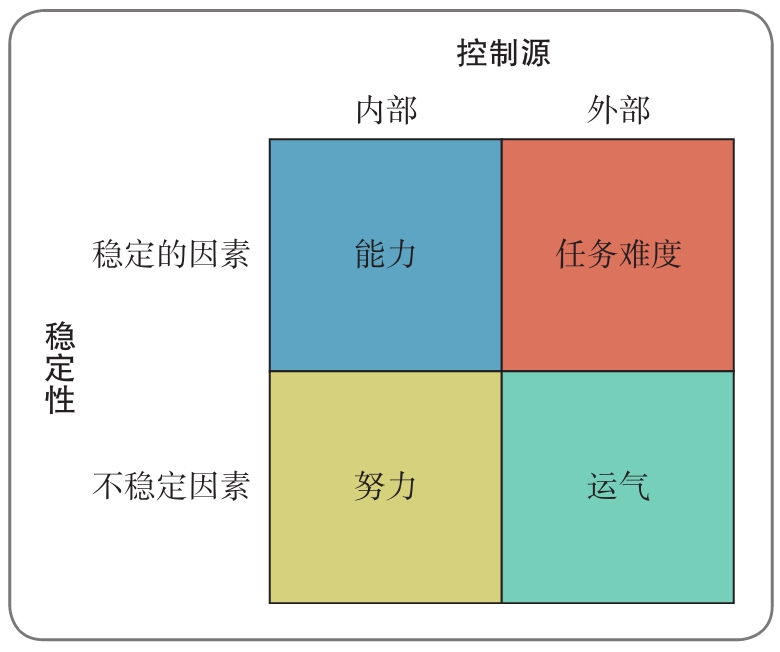 控制源
内部 外部
稳定的因素 能力 任务难度
稳定性
不稳定因素 努力 运气